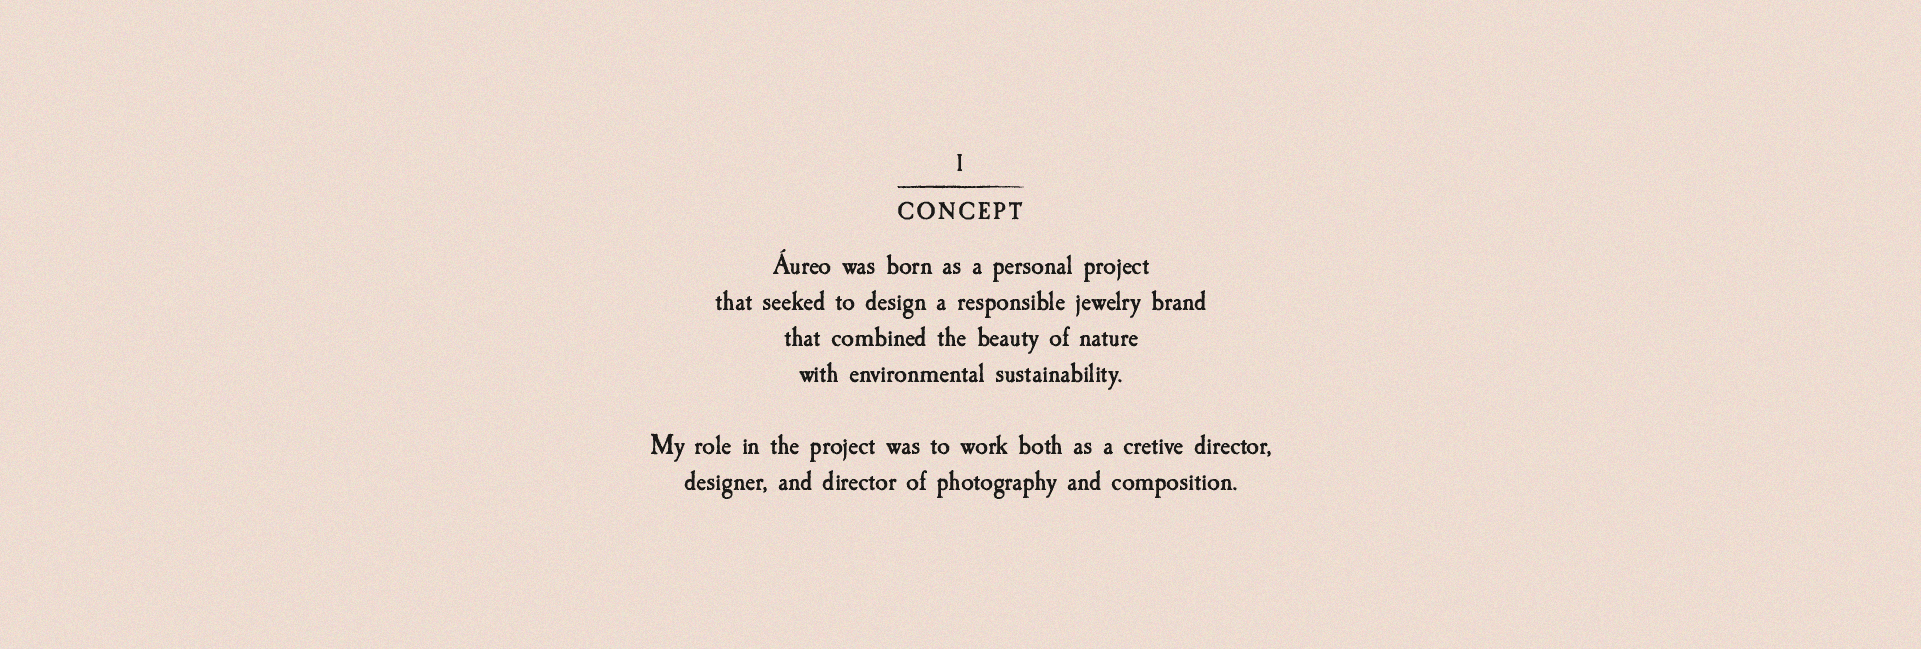 I
CONCEPT
Áureo was born as a personal project
that seeked to design a responsible jewelry brand
that combined the beauty of nature
with environmental sustainability.
My role in the project was to work both as a cretive director,
designer, and director of photography and composition.